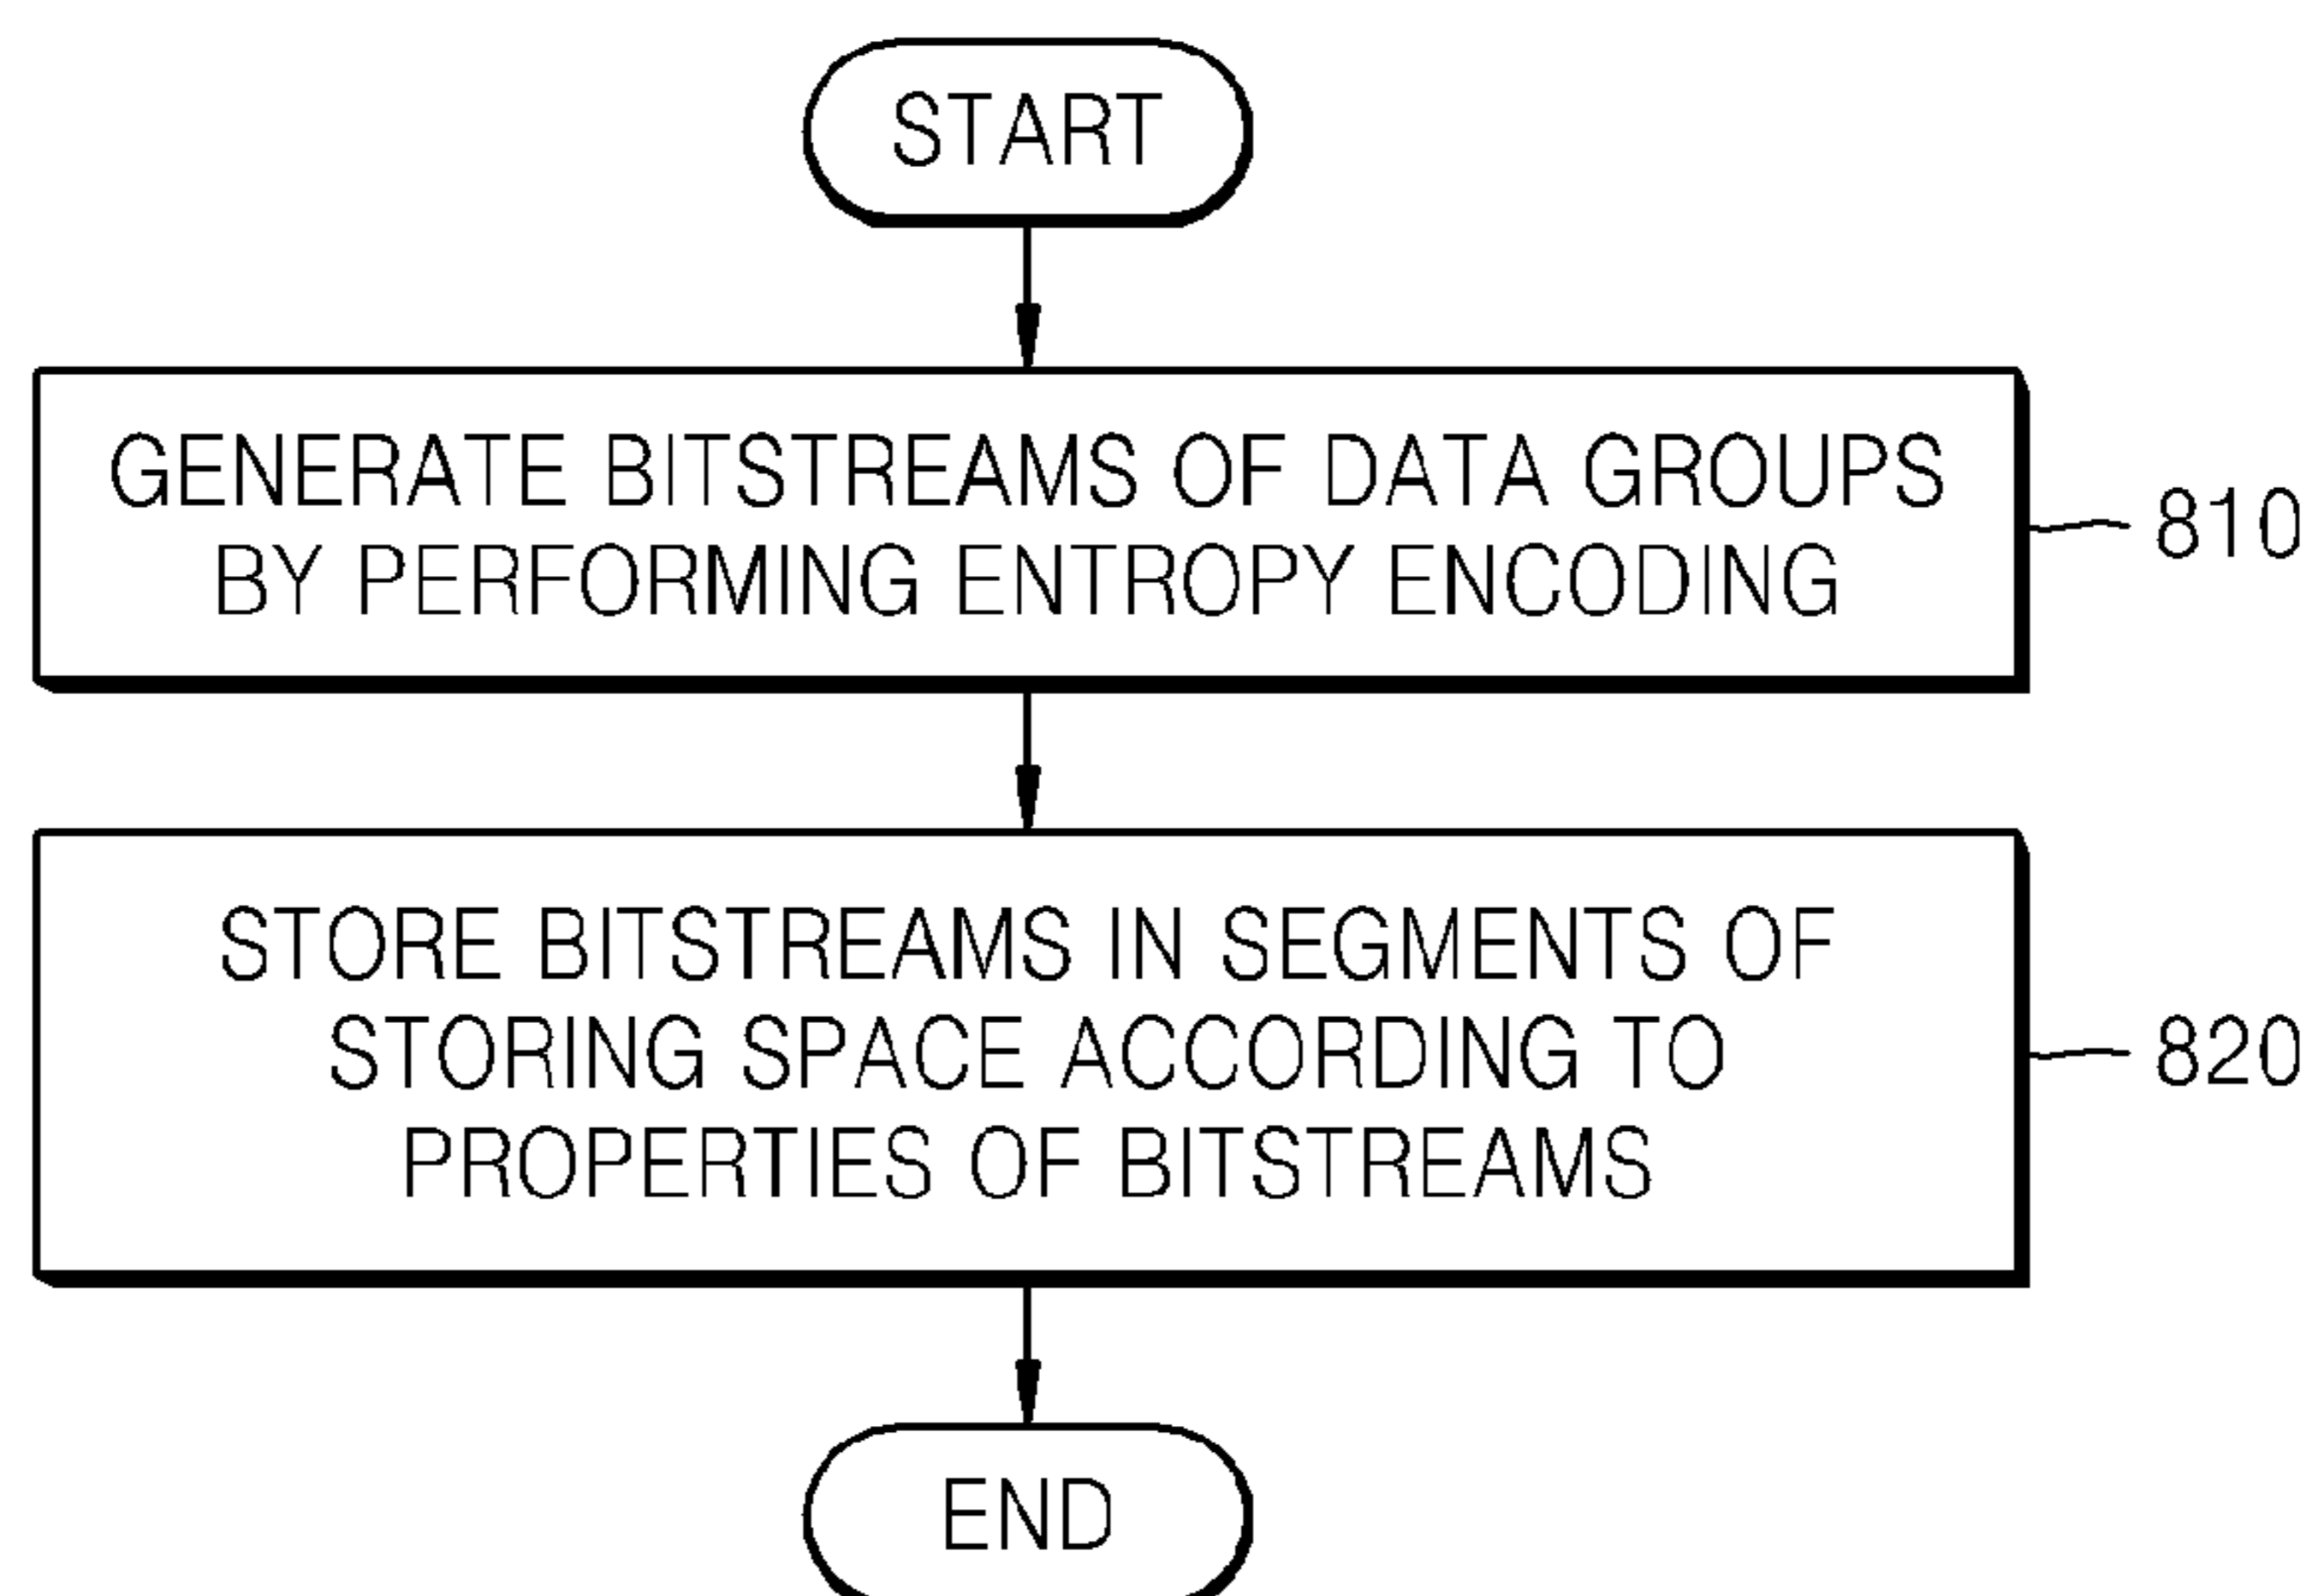 START
GENERATE BITSTREAMS OF DATA GROUPS
BY PERFORMING ENTROPY ENCODING
810
STORE BITSTREAMS IN SEGMENTS OF
STORING SPACE ACCORDING TO
820
PROPERTIES OF BITSTREAMS
END